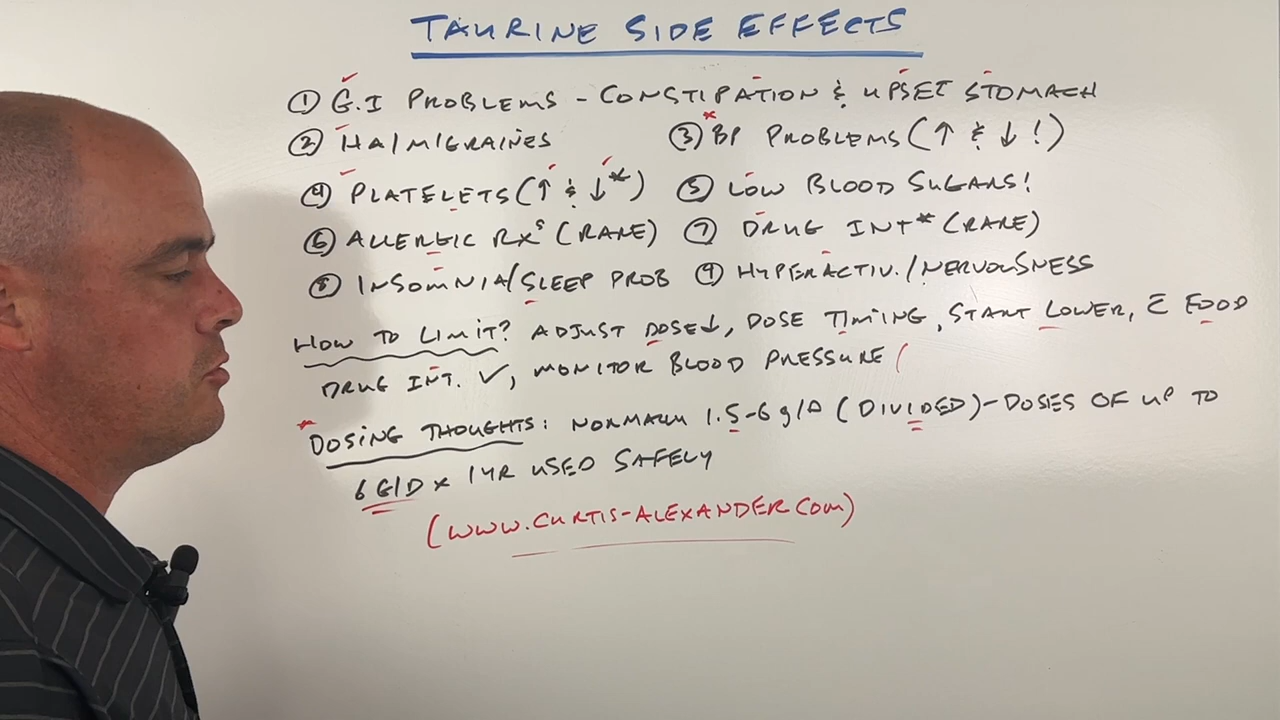 TAURINE SIDE EFFECTS
① G.I PROBLEMS - CONSTIPATION & UPSET STOMACH
② HA/MIGRAINES ③ BP PROBLEMS (↑ & ↓ !)
④ PLATELETS (↑ & ↓*) ⑤ LOW BLOOD SUGARS!
⑥ ALLERGIC RXS (RARE) ⑦ DRUG INT* (RARE)
⑧ INSOMNIA/SLEEP PROB ⑨ HYPERACTIV./NERVOUSNESS
HOW TO LIMIT? ADJUST DOSE↓, DOSE TIMING, START LOWER, C̄ FOOD
DRUG INT. ✓, MONITOR BLOOD PRESSURE (
* DOSING THOUGHTS: NORMALLY 1.5-6 g/D (DIVIDED) - DOSES OF UP TO
6 G/D x 1YR USED SAFELY
(WWW.CURTIS-ALEXANDER.COM)